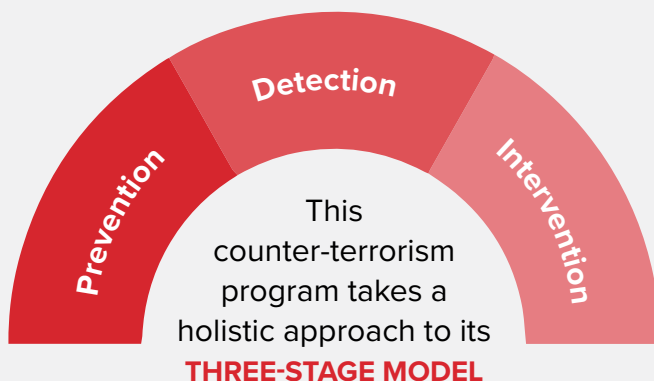 Prevention
Detection
Intervention
This
counter-terrorism
program takes a
holistic approach to its
THREE-STAGE MODEL